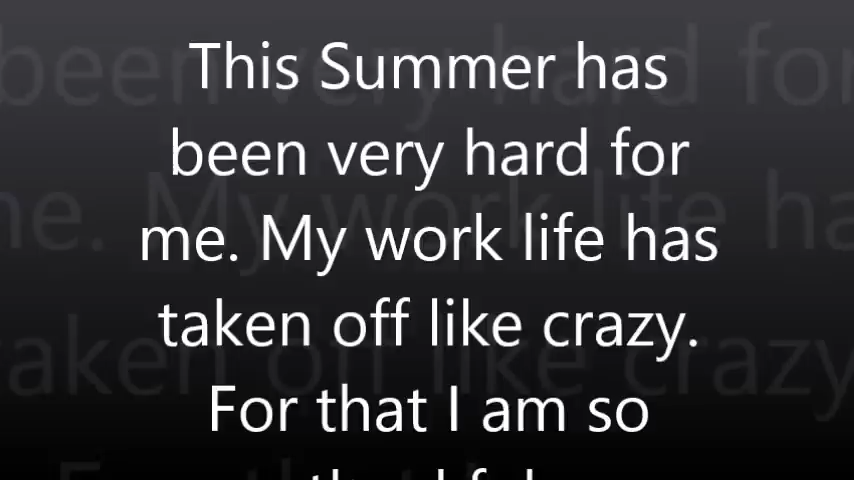 This Summer has
been very hard for
me. My work life has
taken off like crazy.
For that I am so